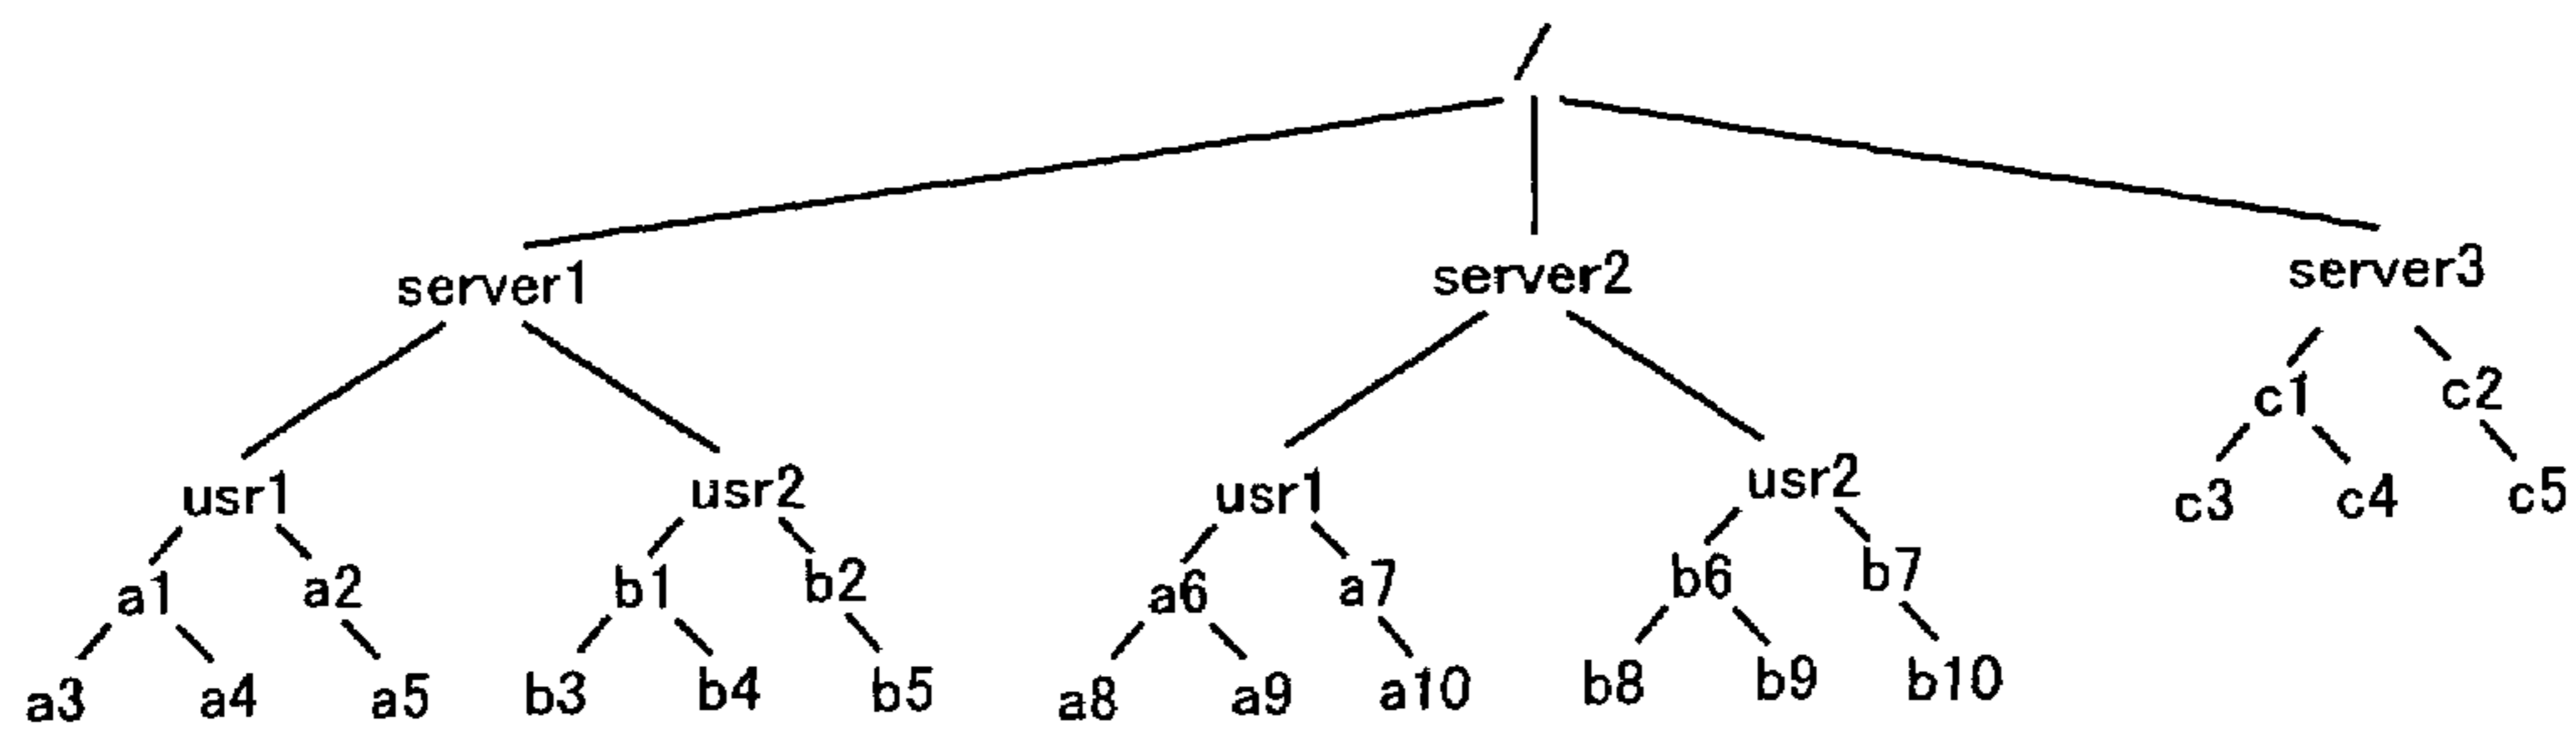 /
server1 server2 server3
c1 c2
usr1 usr2 usr1 usr2 c3 c4 c5
a1 a2 b1 b2 a6 a7 b6 b7
a3 a4 a5 b3 b4 b5 a8 a9 a10 b8 b9 b10